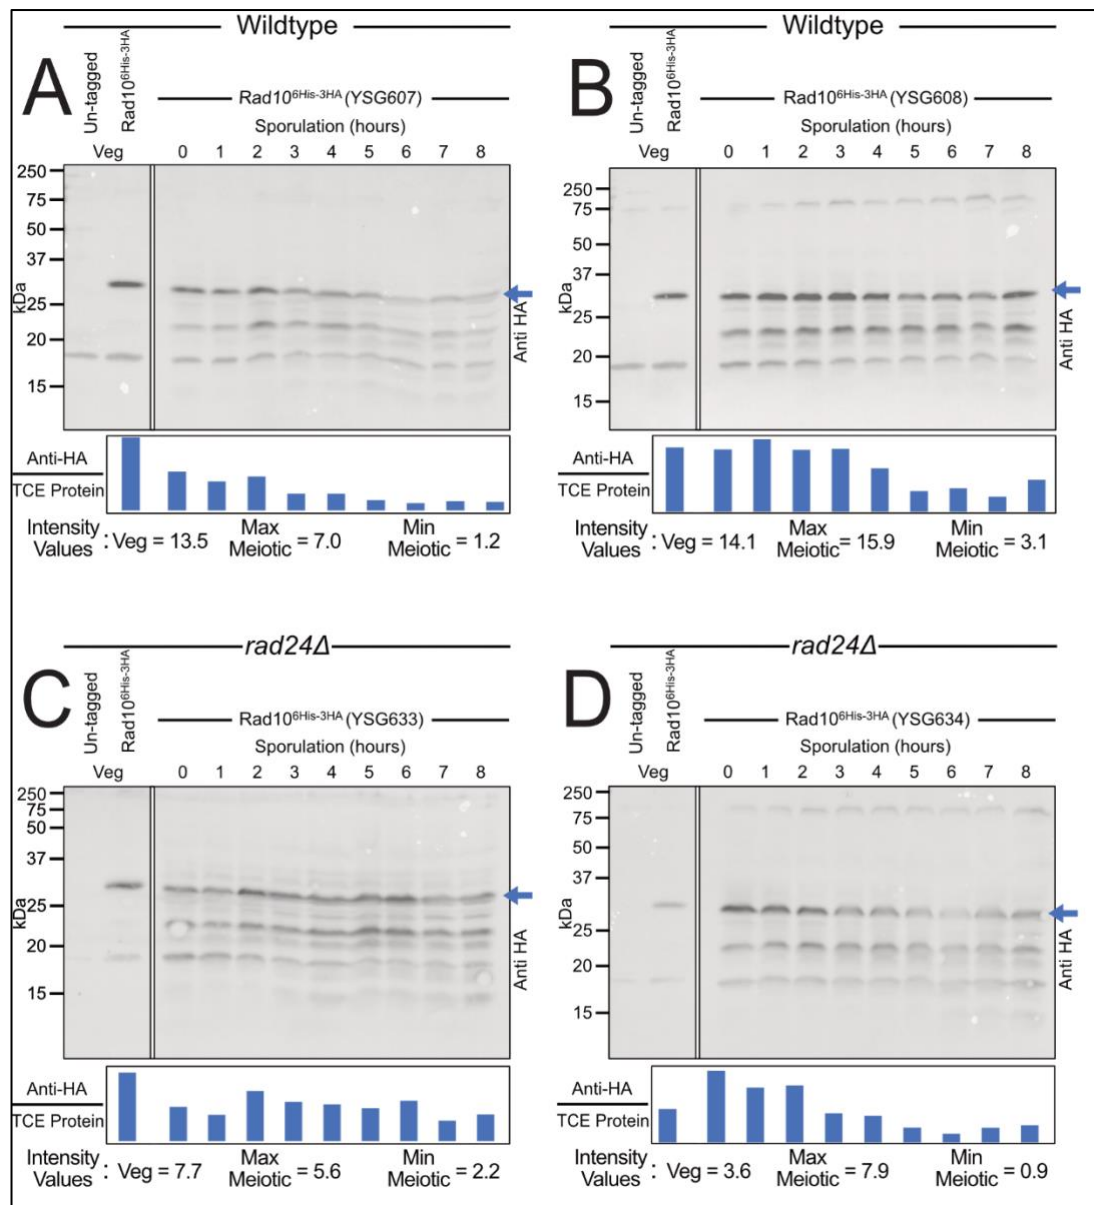 Wildtype
A
Un-tagged
Rad10^6His-3HA
Rad10^6His-3HA (YSG607)
Sporulation (hours)
Veg
0 1 2 3 4 5 6 7 8
250
75
50
37
25
20
15
kDa
Anti HA
Anti-HA
TCE Protein
Intensity Values : Veg = 13.5 Max Meiotic = 7.0 Min Meiotic = 1.2
Wildtype
B
Un-tagged
Rad10^6His-3HA
Rad10^6His-3HA (YSG608)
Sporulation (hours)
Veg
0 1 2 3 4 5 6 7 8
250
75
50
37
25
20
15
kDa
Anti HA
Anti-HA
TCE Protein
Intensity Values : Veg = 14.1 Max Meiotic = 15.9 Min Meiotic = 3.1
rad24Δ
C
Un-tagged
Rad10^6His-3HA
Rad10^6His-3HA (YSG633)
Sporulation (hours)
Veg
0 1 2 3 4 5 6 7 8
250
75
50
37
25
20
15
kDa
Anti HA
Anti-HA
TCE Protein
Intensity Values : Veg = 7.7 Max Meiotic = 5.6 Min Meiotic = 2.2
rad24Δ
D
Un-tagged
Rad10^6His-3HA
Rad10^6His-3HA (YSG634)
Sporulation (hours)
Veg
0 1 2 3 4 5 6 7 8
250
75
50
37
25
20
15
kDa
Anti HA
Anti-HA
TCE Protein
Intensity Values : Veg = 3.6 Max Meiotic = 7.9 Min Meiotic = 0.9